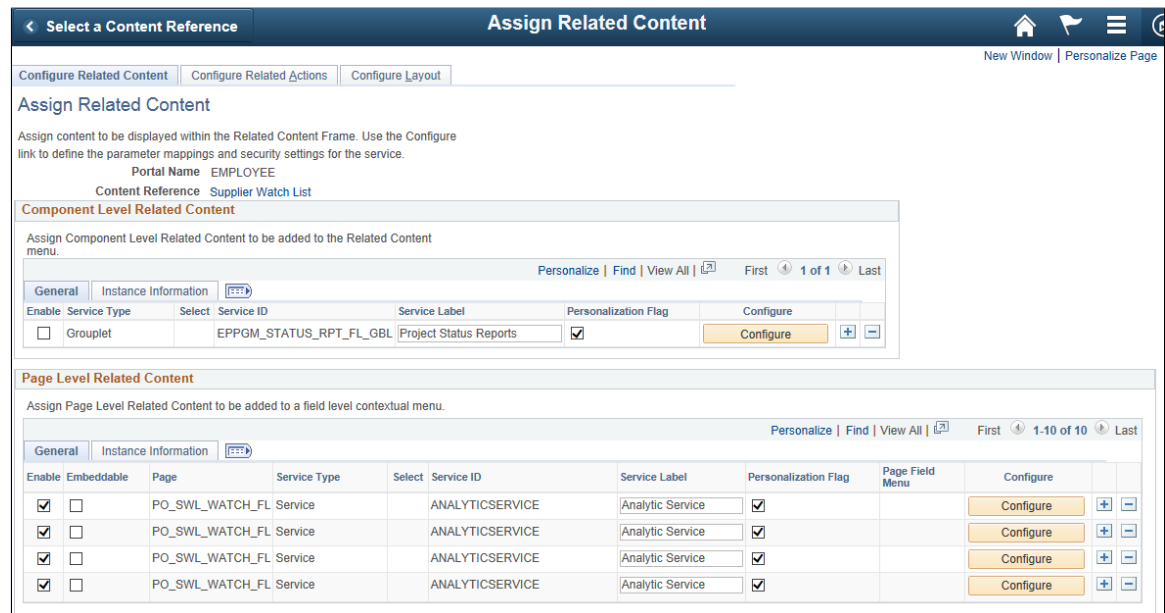 Select a Content Reference
Assign Related Content
New Window | Personalize Page
Configure Related Content
Configure Related Actions
Configure Layout
Assign Related Content
Assign content to be displayed within the Related Content Frame. Use the Configure
link to define the parameter mappings and security settings for the service.
Portal Name EMPLOYEE
Content Reference Supplier Watch List
Component Level Related Content
Assign Component Level Related Content to be added to the Related Content
menu.
Personalize | Find | View All | First 1 of 1 Last
General Instance Information
Enable Service Type Select Service ID Service Label Personalization Flag Configure
Grouplet EPPGM_STATUS_RPT_FL_GBL Project Status Reports Configure + −
Page Level Related Content
Assign Page Level Related Content to be added to a field level contextual menu.
Personalize | Find | View All | First 1-10 of 10 Last
General Instance Information
Enable Embeddable Page Service Type Select Service ID Service Label Personalization Flag Page Field Menu Configure
PO_SWL_WATCH_FL Service ANALYTICSERVICE Analytic Service Configure + −
PO_SWL_WATCH_FL Service ANALYTICSERVICE Analytic Service Configure + −
PO_SWL_WATCH_FL Service ANALYTICSERVICE Analytic Service Configure + −
PO_SWL_WATCH_FL Service ANALYTICSERVICE Analytic Service Configure + −